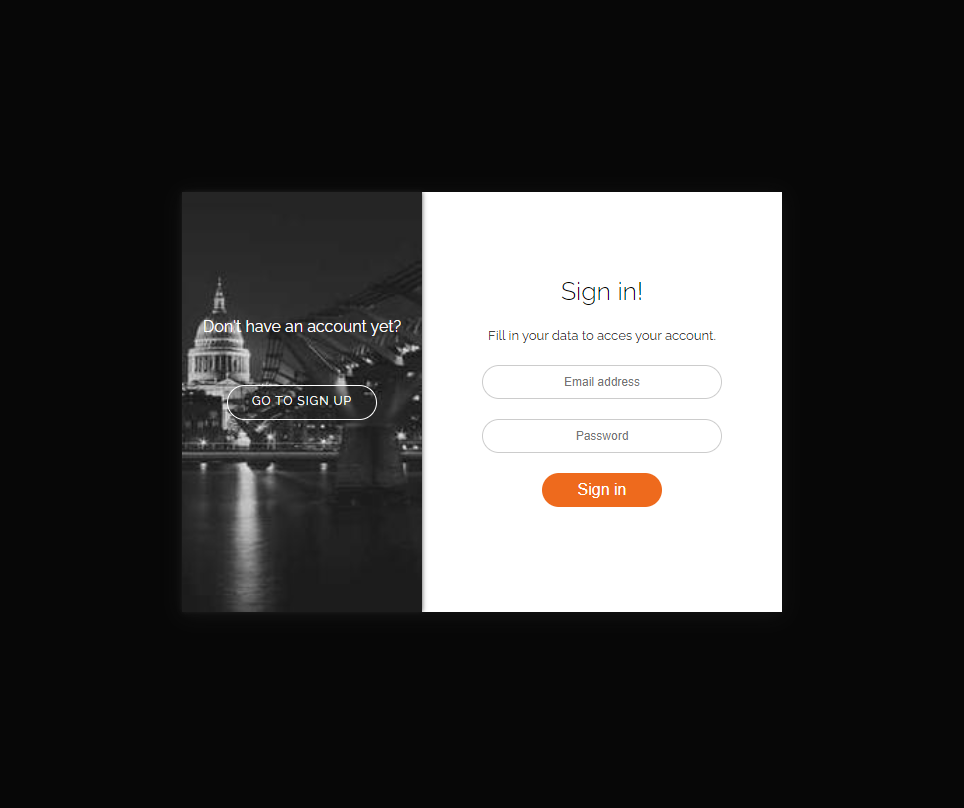 Don't have an account yet?
GO TO SIGN UP
Sign in!
Fill in your data to acces your account.
Email address
Password
Sign in